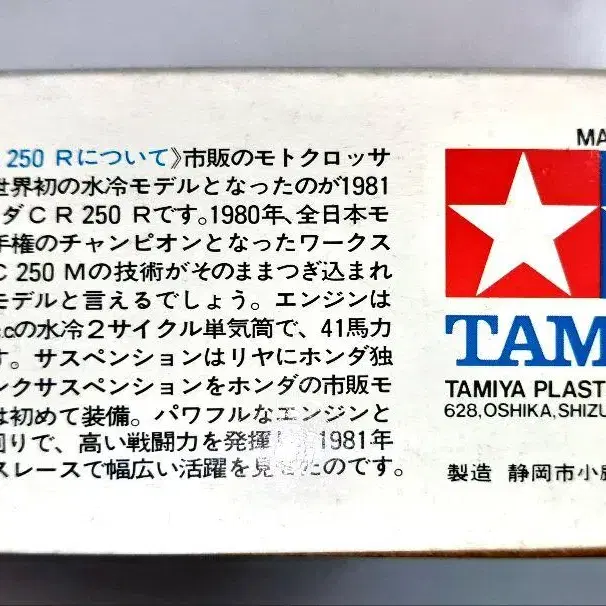 250 Rについて》市販のモトクロッサ
世界初の水冷モデルとなったのが1981
ダCR 250 Rです。1980年、全日本モ
手権のチャンピオンとなったワークス
C 250 Mの技術がそのままつぎ込まれ
モデルと言えるでしょう。エンジンは
ccの水冷2サイクル単気筒で、41馬力
す。サスペンションはリヤにホンダ独
ンクサスペンションをホンダの市販モ
は初めて装備。パワフルなエンジンと
回りで、高い戦闘力を発揮 1981年
スレースで幅広い活躍を見せたのです。
MA
TAM
TAMIYA PLAST
628, OSHIKA, SHIZU
製造 静岡市小鹿